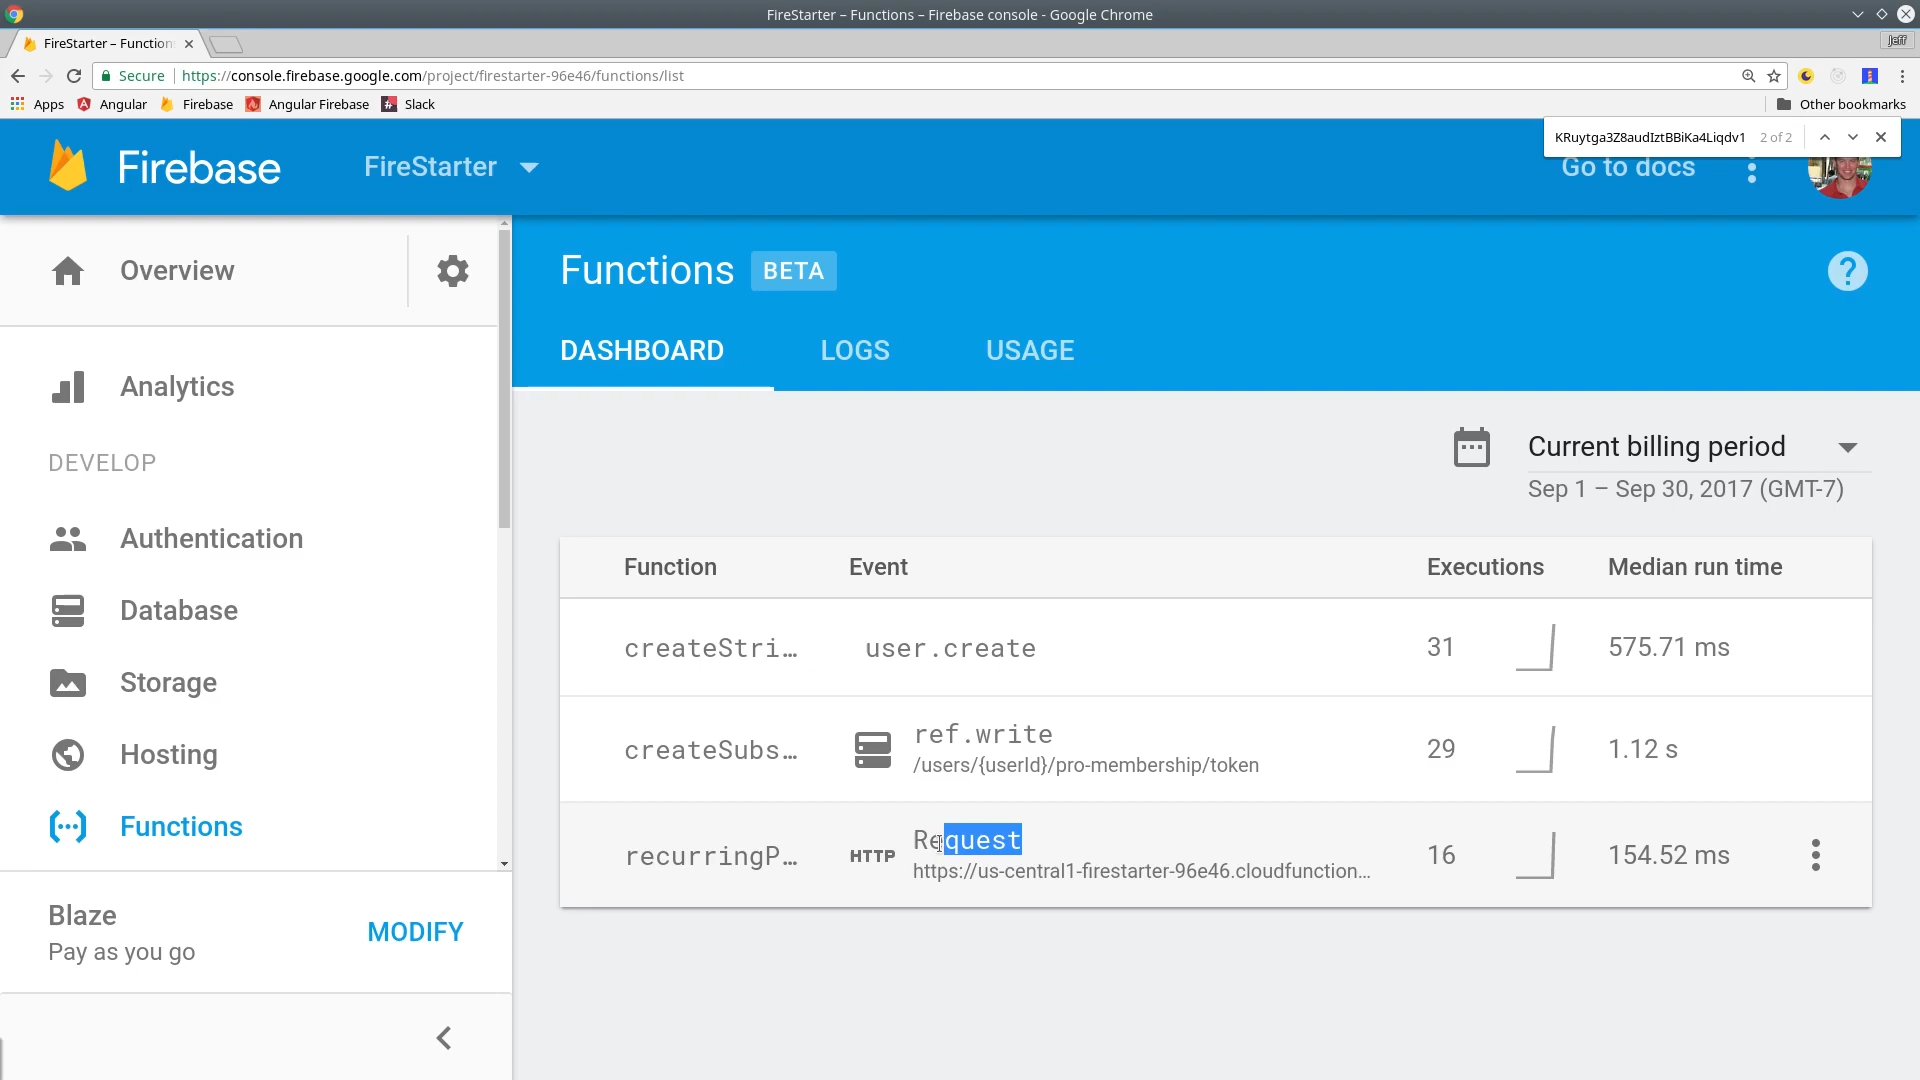 FireStarter – Functions – Firebase console - Google Chrome
FireStarter – Function
Jeff
Secure https://console.firebase.google.com/project/firestarter-96e46/functions/list
Apps Angular Firebase Angular Firebase Slack Other bookmarks
KRuytga3Z8audIztBBiKa4Liqdv1 2 of 2
Firebase FireStarter Go to docs
Overview
Functions BETA
?
DASHBOARD LOGS USAGE
Analytics
DEVELOP
Authentication
Database
Storage
Hosting
Functions
Blaze
Pay as you go
MODIFY
Current billing period
Sep 1 – Sep 30, 2017 (GMT-7)
Function Event Executions Median run time
createStri… user.create 31 575.71 ms
createSubs… ref.write 29 1.12 s
/users/{userId}/pro-membership/token
recurringP… HTTP Request 16 154.52 ms
https://us-central1-firestarter-96e46.cloudfunction…